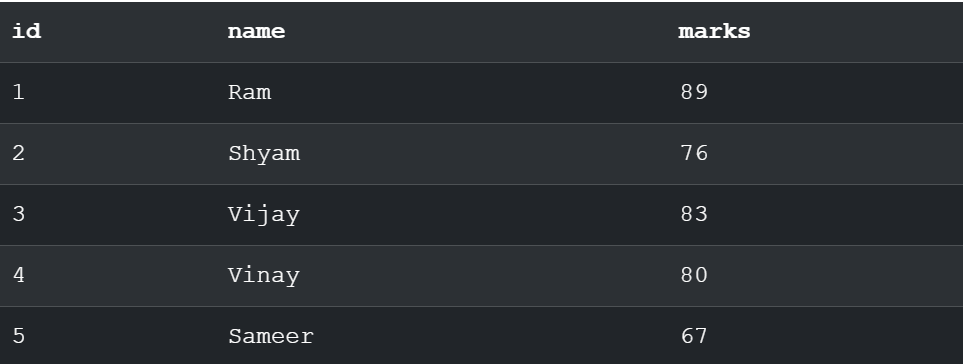 id name marks
1 Ram 89
2 Shyam 76
3 Vijay 83
4 Vinay 80
5 Sameer 67